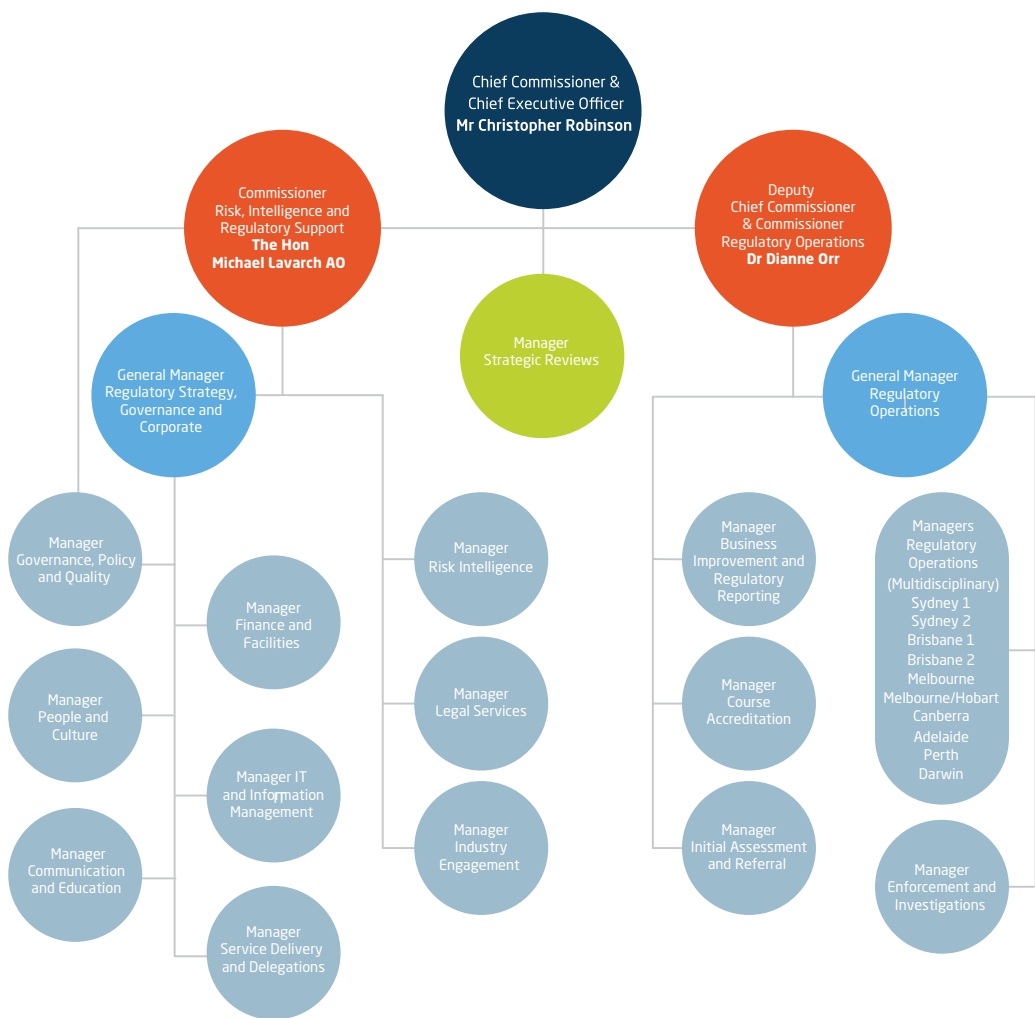 Chief Commissioner &
Chief Executive Officer
Mr Christopher Robinson
Commissioner
Risk, Intelligence and
Regulatory Support
The Hon
Michael Lavarch AO
Deputy
Chief Commissioner
& Commissioner
Regulatory Operations
Dr Dianne Orr
Manager
Strategic Reviews
General Manager
Regulatory Strategy,
Governance and
Corporate
General Manager
Regulatory
Operations
Manager
Governance, Policy
and Quality
Manager
People and
Culture
Manager
Communication
and Education
Manager
Finance and
Facilities
Manager IT
and Information
Management
Manager
Service Delivery
and Delegations
Manager
Risk Intelligence
Manager
Legal Services
Manager
Industry
Engagement
Manager
Business
Improvement and
Regulatory
Reporting
Manager
Course
Accreditation
Manager
Initial Assessment
and Referral
Managers
Regulatory
Operations
(Multidisciplinary)
Sydney 1
Sydney 2
Brisbane 1
Brisbane 2
Melbourne
Melbourne/Hobart
Canberra
Adelaide
Perth
Darwin
Manager
Enforcement and
Investigations